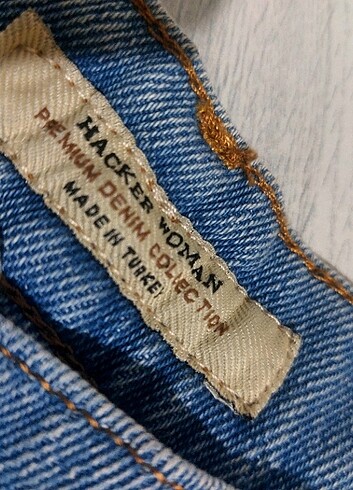 HACKER WOMAN
PREMIUM DENIM COLLECTION
MADE IN TURKEY